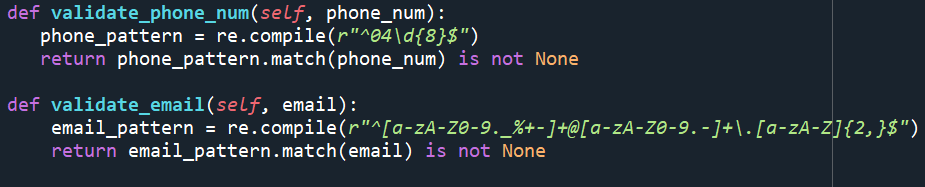 def validate_phone_num(self, phone_num):
phone_pattern = re.compile(r"^04\d{8}$")
return phone_pattern.match(phone_num) is not None
def validate_email(self, email):
email_pattern = re.compile(r"^[a-zA-Z0-9._%+-]+@[a-zA-Z0-9.-]+\.[a-zA-Z]{2,}$")
return email_pattern.match(email) is not None